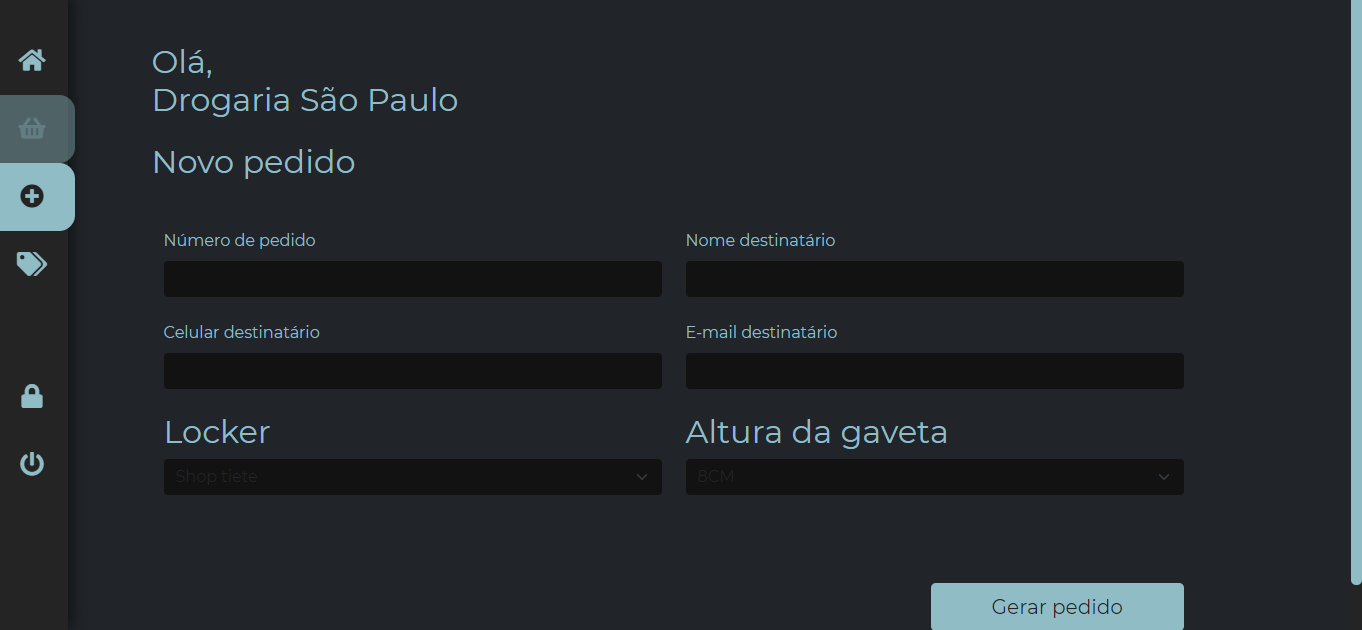 Olá,
Drogaria São Paulo
Novo pedido
Número de pedido
Nome destinatário
Celular destinatário
E-mail destinatário
Locker
Altura da gaveta
Shop tiete
8CM
Gerar pedido